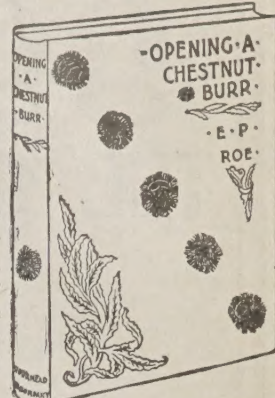 OPENING
·A·
CHESTNUT
BURR·
·OPENING·A·
CHESTNUT·
BURR·
·E·P·
ROE·